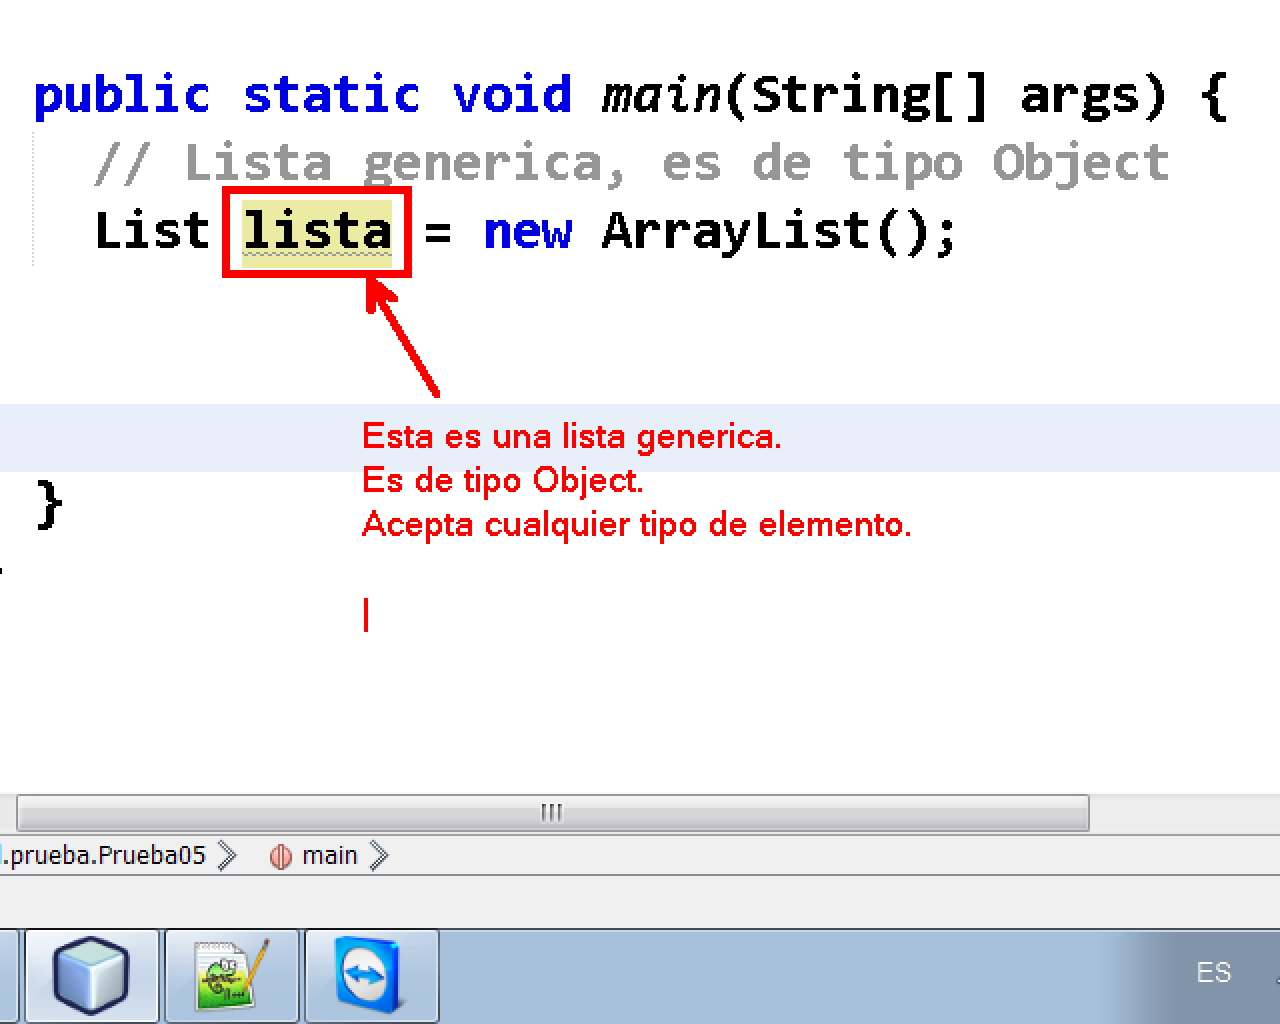 public static void main(String[] args) {
// Lista generica, es de tipo Object
List lista = new ArrayList();
Esta es una lista generica.
Es de tipo Object.
}
Acepta cualquier tipo de elemento.
.prueba.Prueba05
main
ES